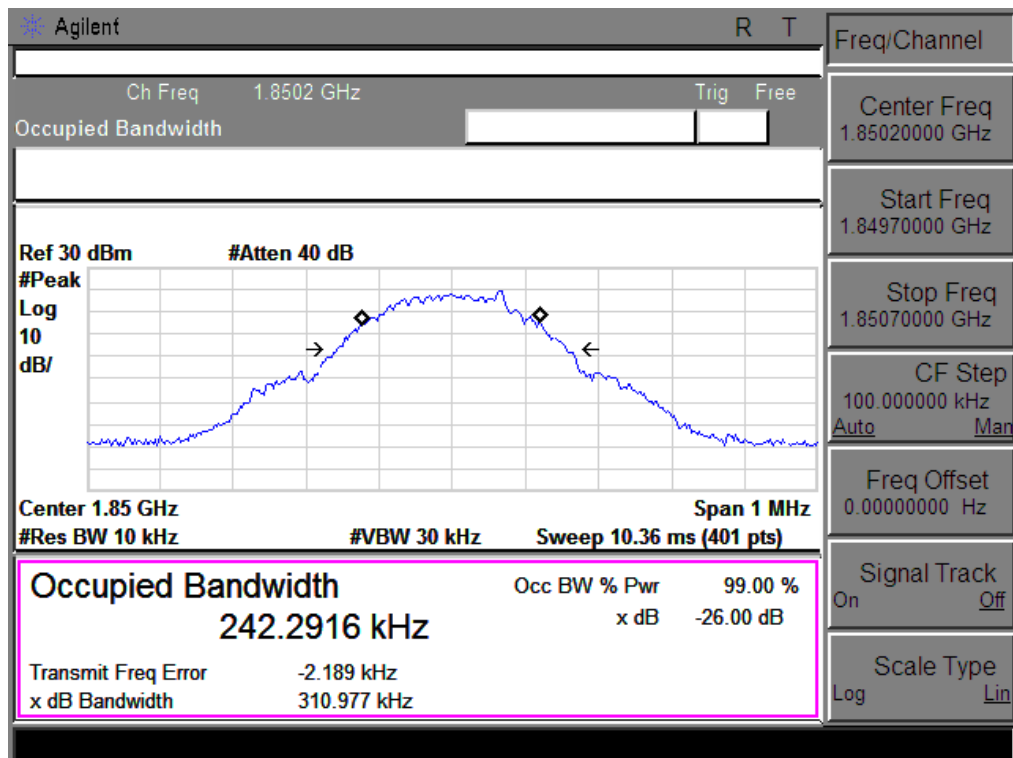 Agilent
R T
Ch Freq 1.8502 GHz
Trig Free
Occupied Bandwidth
Ref 30 dBm #Atten 40 dB
#Peak
Log
10
dB/
Center 1.85 GHz Span 1 MHz
#Res BW 10 kHz #VBW 30 kHz Sweep 10.36 ms (401 pts)
Occupied Bandwidth
242.2916 kHz
Occ BW % Pwr 99.00 %
x dB -26.00 dB
Transmit Freq Error -2.189 kHz
x dB Bandwidth 310.977 kHz
Freq/Channel
Center Freq
1.85020000 GHz
Start Freq
1.84970000 GHz
Stop Freq
1.85070000 GHz
CF Step
100.000000 kHz
Auto Man
Freq Offset
0.00000000 Hz
Signal Track
On Off
Scale Type
Log Lin